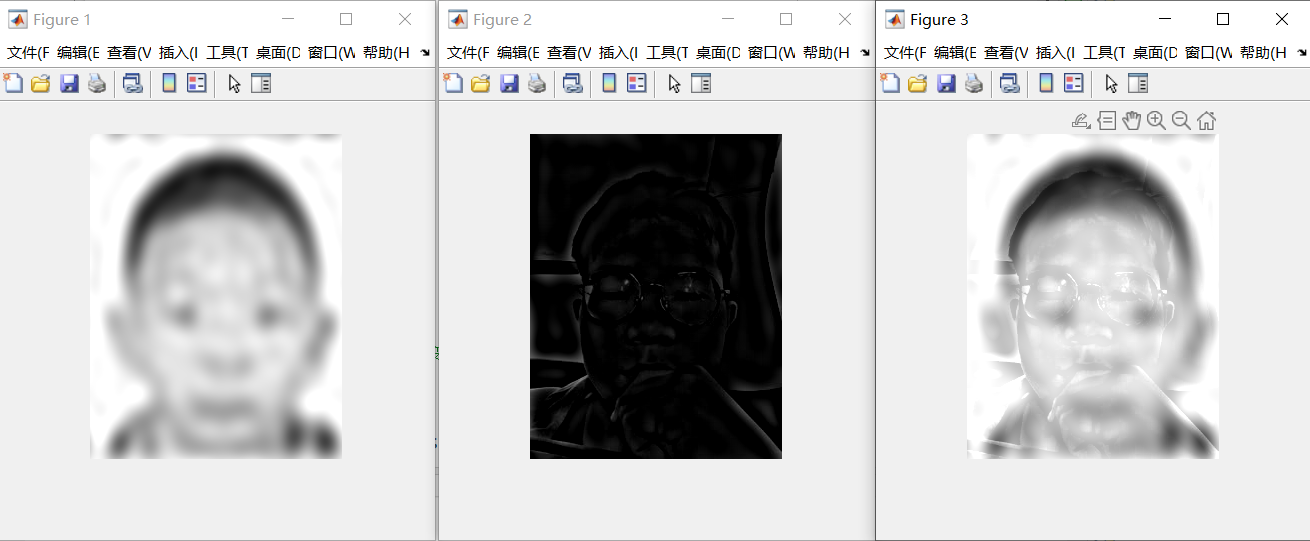 Figure 1
文件(F 编辑(E 查看(V 插入(I 工具(T 桌面(D 窗口(W 帮助(H
Figure 2
文件(F 编辑(E 查看(V 插入(I 工具(T 桌面(D 窗口(W 帮助(H
Figure 3
文件(F 编辑(E 查看(V 插入(I 工具(T 桌面(D 窗口(W 帮助(H